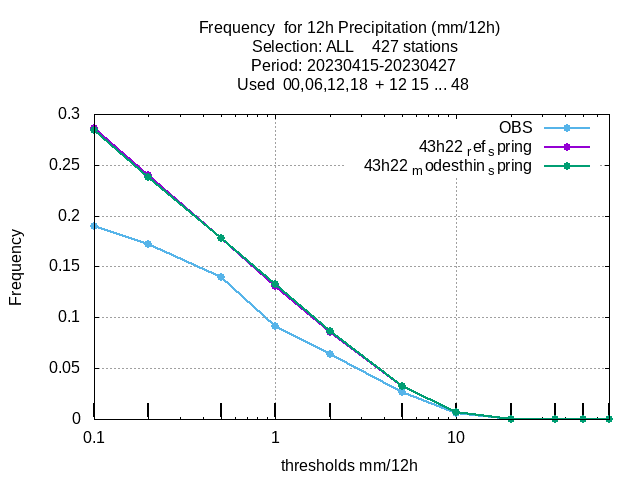 Frequency  for 12h Precipitation (mm/12h)
Selection: ALL    427 stations
Period: 20230415-20230427
Used  00,06,12,18  + 12 15 ... 48
0.3
0.25
0.2
0.15
0.1
0.05
0
Frequency
OBS
43h22 ref spring
43h22 modesthin spring
0.1
1
10
thresholds mm/12h